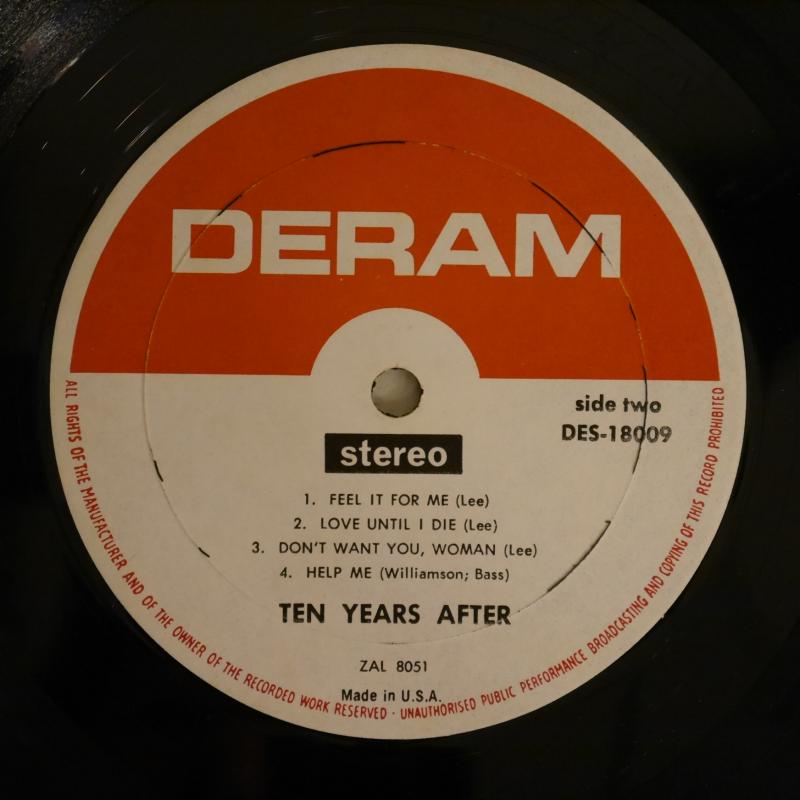 DERAM
side two
DES-18009
stereo
1. FEEL IT FOR ME (Lee)
2. LOVE UNTIL I DIE (Lee)
3. DON'T WANT YOU, WOMAN (Lee)
4. HELP ME (Williamson; Bass)
TEN YEARS AFTER
ZAL 8051
Made in U.S.A.
ALL RIGHTS OF THE MANUFACTURER AND OF THE OWNER OF THE RECORDED WORK RESERVED · UNAUTHORISED PUBLIC PERFORMANCE BROADCASTING AND COPYING OF THIS RECORD PROHIBITED